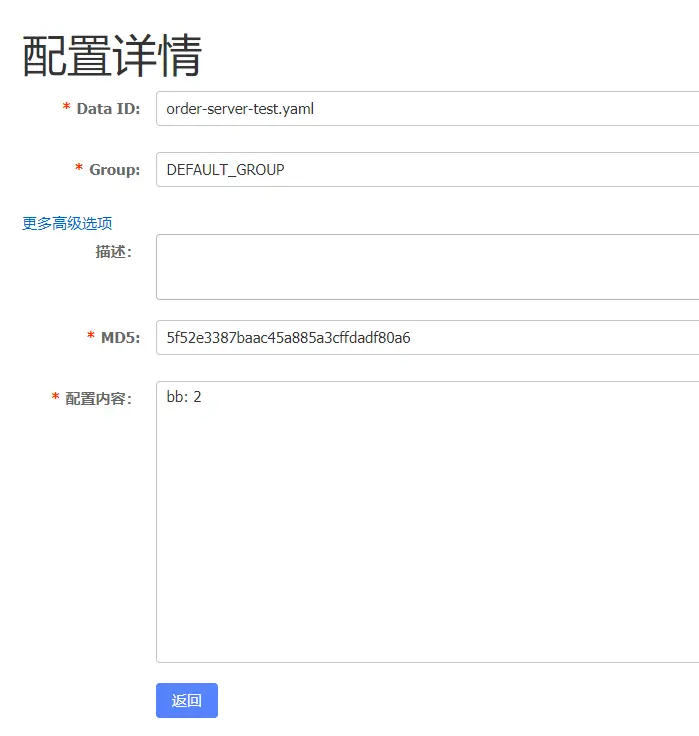 配置详情
* Data ID: order-server-test.yaml
* Group: DEFAULT_GROUP
更多高级选项
描述:
* MD5: 5f52e3387baac45a885a3cffdadf80a6
* 配置内容: bb: 2
返回